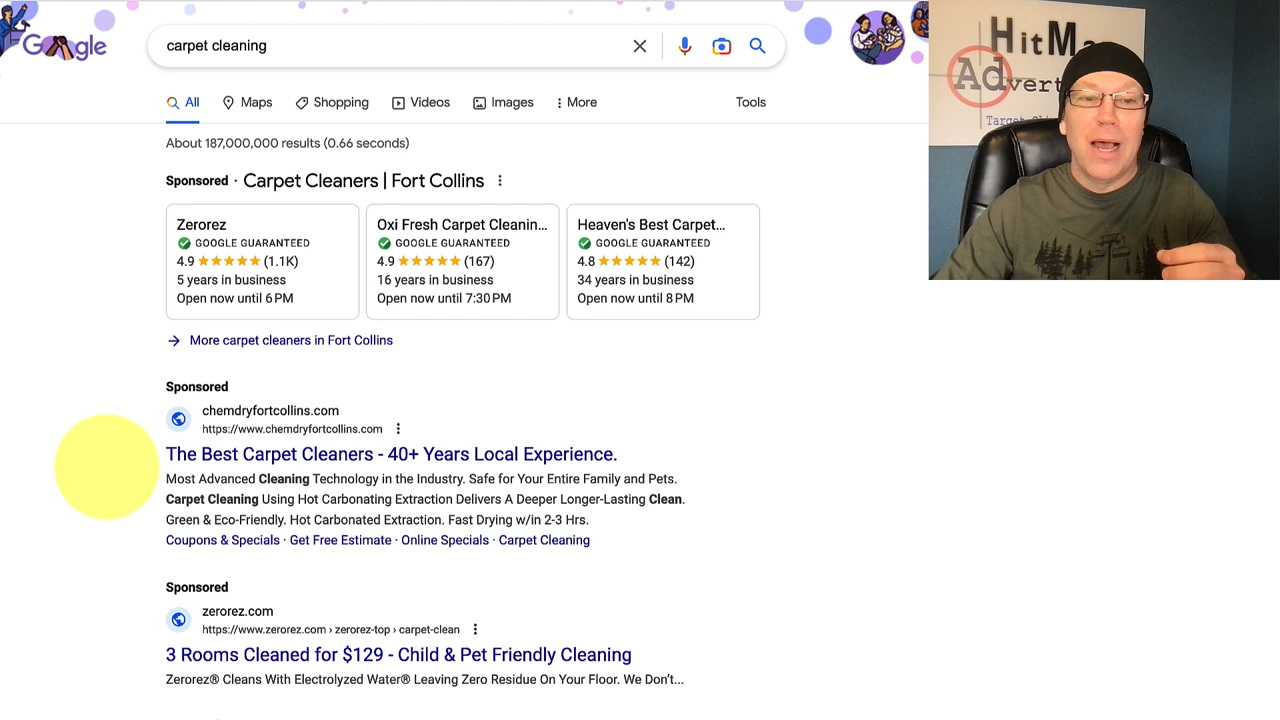 Google
carpet cleaning
All
Maps
Shopping
Videos
Images
More
Tools
About 187,000,000 results (0.66 seconds)
Sponsored · Carpet Cleaners | Fort Collins
Zerorez
GOOGLE GUARANTEED
4.9 ★★★★★ (1.1K)
5 years in business
Open now until 6 PM
Oxi Fresh Carpet Cleanin...
GOOGLE GUARANTEED
4.9 ★★★★★ (167)
16 years in business
Open now until 7:30 PM
Heaven's Best Carpet...
GOOGLE GUARANTEED
4.8 ★★★★★ (142)
34 years in business
Open now until 8 PM
More carpet cleaners in Fort Collins
Sponsored
chemdryfortcollins.com
https://www.chemdryfortcollins.com
The Best Carpet Cleaners - 40+ Years Local Experience.
Most Advanced Cleaning Technology in the Industry. Safe for Your Entire Family and Pets.
Carpet Cleaning Using Hot Carbonating Extraction Delivers A Deeper Longer-Lasting Clean.
Green & Eco-Friendly. Hot Carbonated Extraction. Fast Drying w/in 2-3 Hrs.
Coupons & Specials · Get Free Estimate · Online Specials · Carpet Cleaning
Sponsored
zerorez.com
https://www.zerorez.com › zerorez-top › carpet-clean
3 Rooms Cleaned for $129 - Child & Pet Friendly Cleaning
Zerorez® Cleans With Electrolyzed Water® Leaving Zero Residue On Your Floor. We Don't...
HitM
Advert
Target